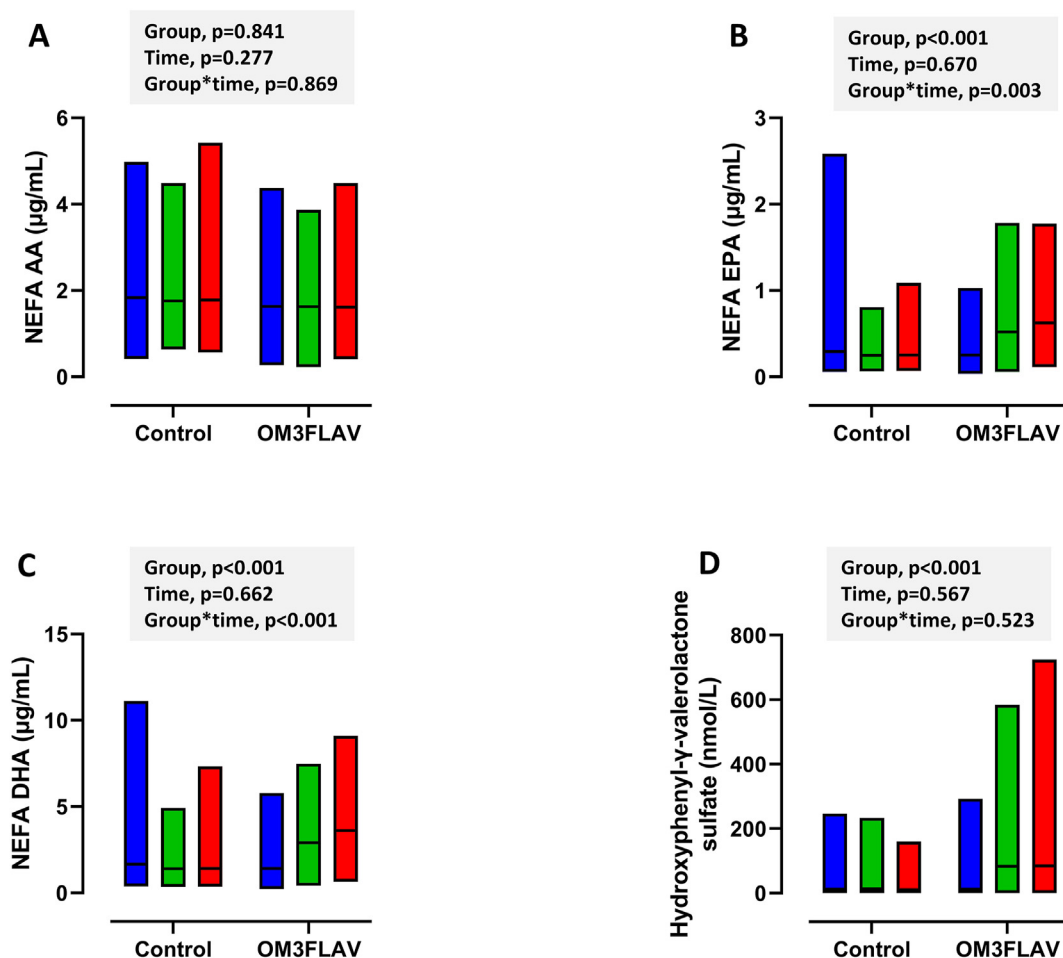 A
Group, p=0.841
Time, p=0.277
Group*time, p=0.869
NEFA AA (µg/mL)
6
4
2
0
Control
OM3FLAV
B
Group, p<0.001
Time, p=0.670
Group*time, p=0.003
NEFA EPA (µg/mL)
3
2
1
0
Control
OM3FLAV
C
Group, p<0.001
Time, p=0.662
Group*time, p<0.001
NEFA DHA (µg/mL)
15
10
5
0
Control
OM3FLAV
D
Group, p<0.001
Time, p=0.567
Group*time, p=0.523
Hydroxyphenyl-γ-valerolactone
sulfate (nmol/L)
800
600
400
200
0
Control
OM3FLAV